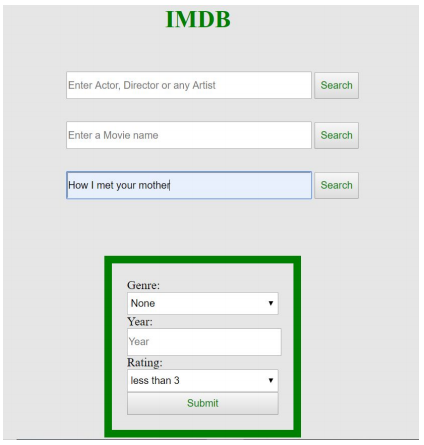 IMDB
Enter Actor, Director or any Artist Search
Enter a Movie name Search
How I met your mother Search
Genre:
None
Year:
Year
Rating:
less than 3
Submit